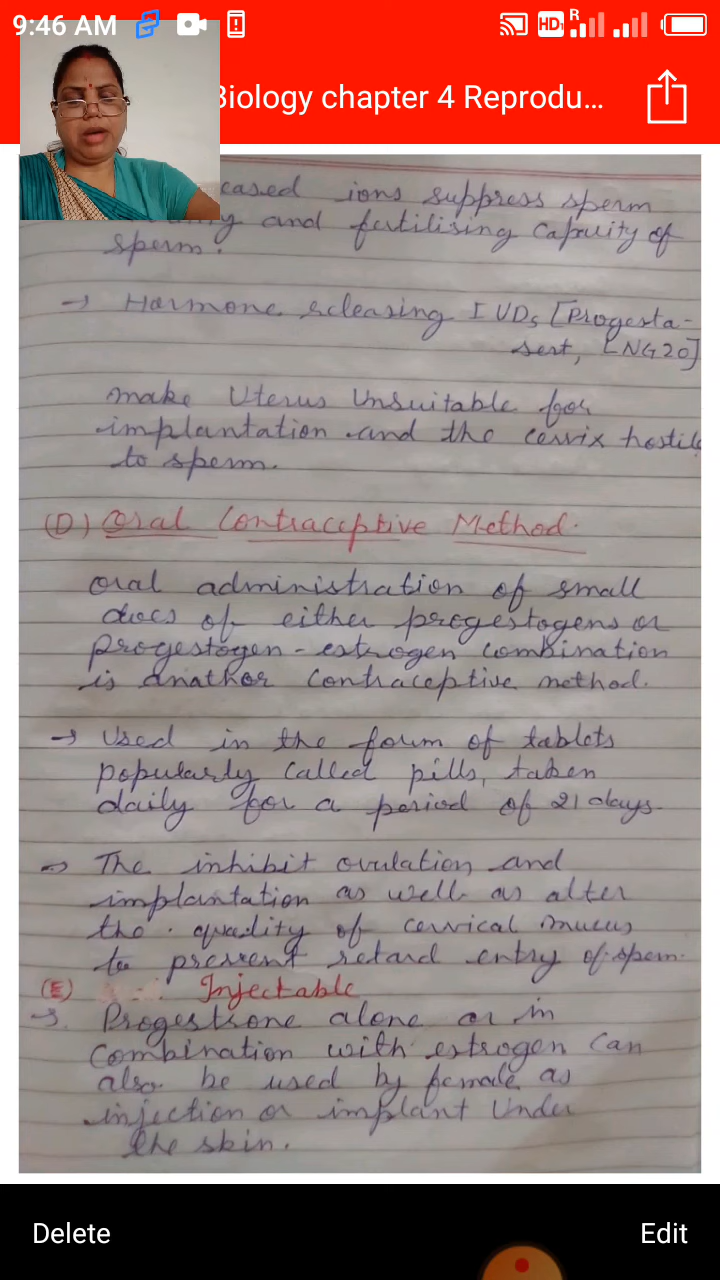 9:46 AM
HD1 R
Biology chapter 4 Reprodu...
eased ions suppress sperm
and fertilising capacity of
sperm.
→ Harmone releasing IUDs [Progesta-
sert, LNG20]
make Uterus Unsuitable for
implantation and the cervix hostile
to sperm.
(D) Oral Contraceptive Method.
oral administration of small
docs of either progestogens or
progestogen-estrogen combination
is anathor contraceptive method.
→ Used in the form of tablets
popularly called pills, taken
daily for a period of 21 days.
→ The inhibit ovulation and
implantation as well as alter
the quality of cervical mucus
to prevent retard entry of sperm.
(E) Injectable
→ Progestrone alone or in
Combination with estrogen can
also be used by female as
injection or implant Under
the skin.
Delete
Edit